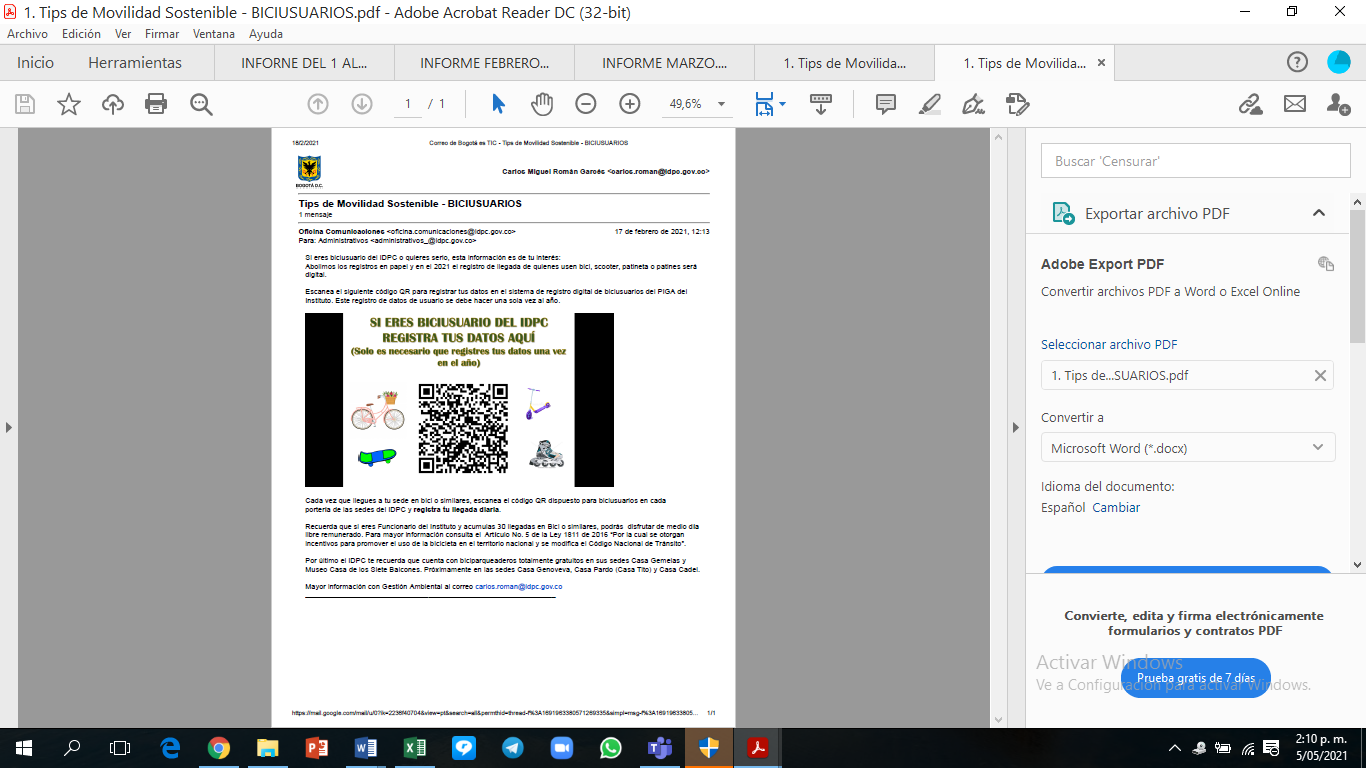 1. Tips de Movilidad Sostenible - BICIUSUARIOS.pdf - Adobe Acrobat Reader DC (32-bit)
Archivo Edición Ver Firmar Ventana Ayuda
Inicio Herramientas INFORNE DEL 1 AL... INFORME FEBRERO... INFORME MARZO.... 1. Tips de Movilida... 1. Tips de Movilida...
1 / 1 49,6%
18/2/2021 Correo de Bogotá es TIC - Tips de Movilidad Sostenible - BICIUSUARIOS
BOGOTÁ D.C.
Carlos Miguel Román Garcés <carlos.roman@idpc.gov.co>
Tips de Movilidad Sostenible - BICIUSUARIOS
1 mensaje
Oficina Comunicaciones <oficina.comunicaciones@idpc.gov.co> 17 de febrero de 2021, 12:13
Para: Administrativos <administrativos_@idpc.gov.co>
Si eres biciusuario del IDPC o quieres serlo, esta información es de tu interés:
Abolimos los registros en papel y en el 2021 el registro de llegada de quienes usen bici, scooter, patineta o patines será
digital.
Escanea el siguiente código QR para registrar tus datos en el sistema de registro digital de biciusuarios del PIGA del
Instituto. Este registro de datos de usuario se debe hacer una sola vez al año.
SI ERES BICIUSUARIO DEL IDPC
REGISTRA TUS DATOS AQUÍ
(Solo es necesario que registres tus datos una vez
en el año)
Cada vez que llegues a tu sede en bici o similares, escanea el código QR dispuesto para biciusuarios en cada
portería de las sedes del IDPC y registra tu llegada diaria.
Recuerda que si eres Funcionario del Instituto y acumulas 30 llegadas en Bici o similares, podrás disfrutar de medio día
libre remunerado. Para mayor información consulta el Artículo No. 5 de la Ley 1811 de 2016 "Por la cual se otorgan
incentivos para promover el uso de la bicicleta en el territorio nacional y se modifica el Código Nacional de Tránsito".
Por último el IDPC te recuerda que cuenta con biciparqueaderos totalmente gratuitos en sus sedes Casa Gemelas y
Museo Casa de los Siete Balcones. Próximamente en las sedes Casa Genoveva, Casa Pardo (Casa Tito) y Casa Cadel.
Mayor información con Gestión Ambiental al correo carlos.roman@idpc.gov.co
1/1
Buscar 'Censurar'
Exportar archivo PDF
Adobe Export PDF
Convertir archivos PDF a Word o Excel Online
Seleccionar archivo PDF
1. Tips de...SUARIOS.pdf
Convertir a
Microsoft Word (*.docx)
Idioma del documento:
Español Cambiar
Convierte, edita y firma electrónicamente
formularios y contratos PDF
Activar Windows
Prueba gratis de 7 días
Ve a Configuración para activar Windows.
2:10 p. m.
5/05/2021